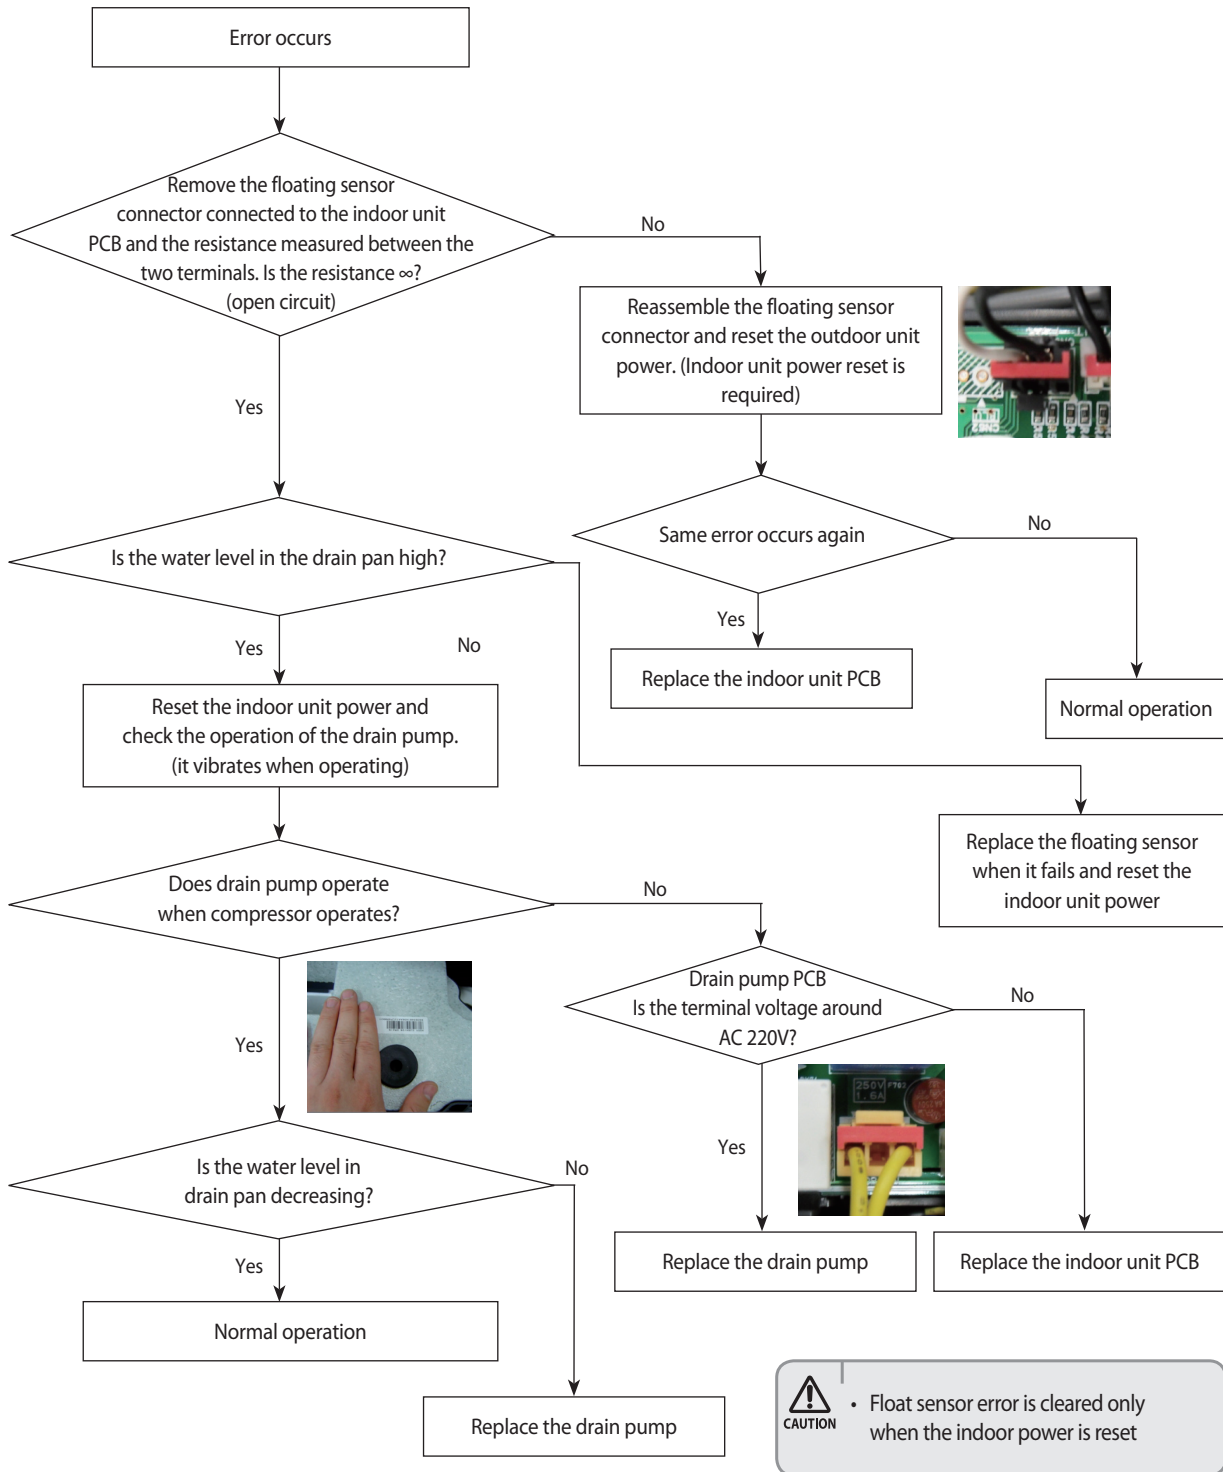 Error occurs
Remove the floating sensor
connector connected to the indoor unit
PCB and the resistance measured between the
two terminals. Is the resistance ∞?
(open circuit)
No
Reassemble the floating sensor
connector and reset the outdoor unit
power. (Indoor unit power reset is
required)
CN62
Yes
Is the water level in the drain pan high?
Same error occurs again
No
Yes
Replace the indoor unit PCB
Normal operation
Yes
No
Reset the indoor unit power and
check the operation of the drain pump.
(it vibrates when operating)
Replace the floating sensor
when it fails and reset the
indoor unit power
Does drain pump operate
when compressor operates?
No
Drain pump PCB
Is the terminal voltage around
AC 220V?
No
Yes
250V F702
1.6A
Yes
Is the water level in
drain pan decreasing?
No
Replace the drain pump
Replace the indoor unit PCB
Yes
Normal operation
Replace the drain pump
CAUTION
• Float sensor error is cleared only
when the indoor power is reset